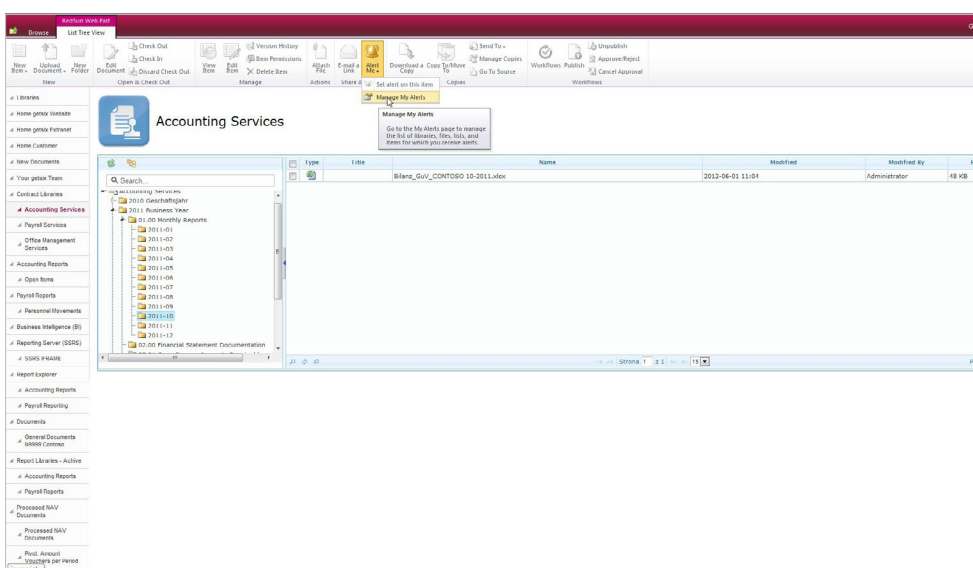 RedSun Web Part
Browse
List Tree View
New Item
Upload Document
New Folder
New
Edit Document
Check Out
Check In
Discard Check Out
Open & Check Out
View Item
Edit Item
Version History
Item Permissions
Delete Item
Manage
Attach File
Actions
E-mail a Link
Alert Me
Share &
Download a Copy
Copy To/Move To
Send To
Manage Copies
Go To Source
Copies
Workflows
Publish
Unpublish
Approve/Reject
Cancel Approval
Workflows
Set alert on this item
Manage My Alerts
Manage My Alerts
Go to the My Alerts page to manage
the list of libraries, files, lists, and
items for which you receive alerts.
Libraries
Home getsix Website
Home getsix Extranet
Home Customer
New Documents
Your getsix Team
Contract Libraries
Accounting Services
Payroll Services
Office Management
Services
Accounting Reports
Open Items
Payroll Reports
Personnel Movements
Business Intelligence (BI)
Reporting Server (SSRS)
SSRS IFRAME
Report Explorer
Accounting Reports
Payroll Reporting
Documents
General Documents
N9999 Contoso
Report Libraries - Achive
Accounting Reports
Payroll Reports
Processed NAV
Documents
Processed NAV
Documents
Pivot: Amount
Vouchers per Period
Accounting Services
Search...
Accounting Services
2010 Geschäftsjahr
2011 Business Year
01.00 Monthly Reports
2011-01
2011-02
2011-03
2011-04
2011-05
2011-06
2011-07
2011-08
2011-09
2011-10
2011-11
2011-12
02.00 Financial Statement Documentation
Type Title Name Modified Modified By
Bilanz_GuV_CONTOSO 10-2011.xlsx 2012-06-01 11:04 Administrator 48 KB
Strona 1 z 1 15